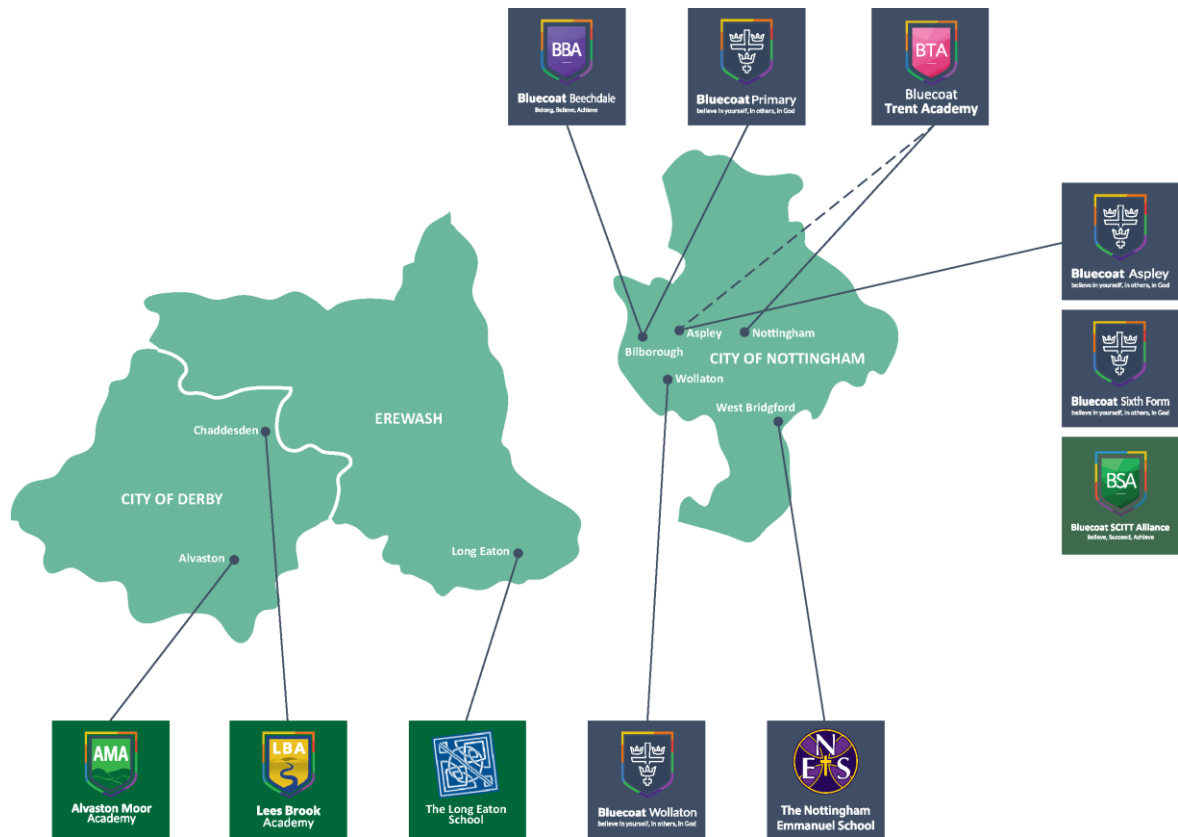 BBA
Bluecoat Beechdale
Belong, Believe, Achieve
Bluecoat Primary
believe in yourself, in others, in God
BTA
Bluecoat
Trent Academy
Bluecoat Aspley
believe in yourself, in others, in God
Bluecoat Sixth Form
believe in yourself, in others, in God
BSA
Bluecoat SCITT Alliance
Believe, Succeed, Achieve
Aspley
Nottingham
Bilborough
CITY OF NOTTINGHAM
Wollaton
West Bridgford
EREWASH
Chaddesden
CITY OF DERBY
Alvaston
Long Eaton
AMA
Alvaston Moor
Academy
LBA
Lees Brook
Academy
The Long Eaton
School
Bluecoat Wollaton
believe in yourself, in others, in God
N
E S
The Nottingham
Emmanuel School